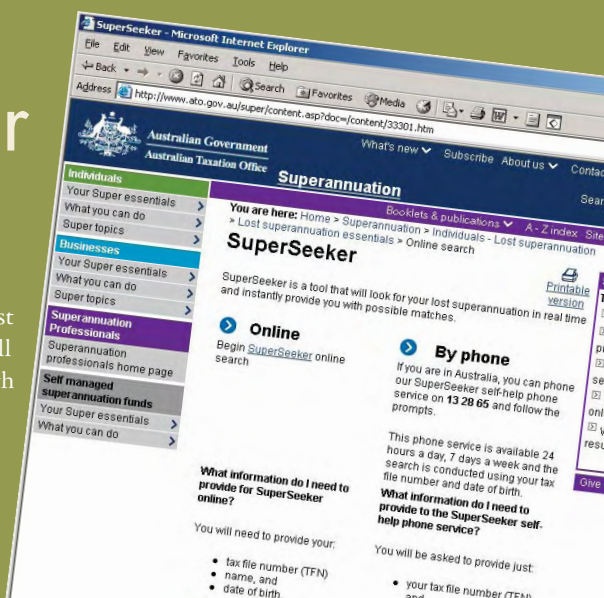 SuperSeeker - Microsoft Internet Explorer
File Edit View Favorites Tools Help
Back Search Favorites Media
Address http://www.ato.gov.au/super/content.asp?doc=/content/33301.htm
Australian Government
Australian Taxation Office
What's new Subscribe About us
Superannuation
Booklets & publications A - Z index
r
st
ll
h
Individuals
Your Super essentials
What you can do
Super topics
Businesses
Your Super essentials
What you can do
Super topics
Superannuation
Professionals
Superannuation
professionals home page
Self managed
superannuation funds
Your Super essentials
What you can do
You are here: Home > Superannuation > Individuals - Lost superannuation
> Lost superannuation essentials > Online search
SuperSeeker
Printable
version
SuperSeeker is a tool that will look for your lost superannuation in real time
and instantly provide you with possible matches.
Online
Begin SuperSeeker online
search
What information do I need to
provide for SuperSeeker
online?
You will need to provide your:
• tax file number (TFN)
• name, and
• date of birth.
By phone
If you are in Australia, you can phone
our SuperSeeker self-help phone
service on 13 28 65 and follow the
prompts.
This phone service is available 24
hours a day, 7 days a week and the
search is conducted using your tax
file number and date of birth.
What information do I need to
provide to the SuperSeeker self-
help phone service?
You will be asked to provide just:
• your tax file number (TFN)
and
Give